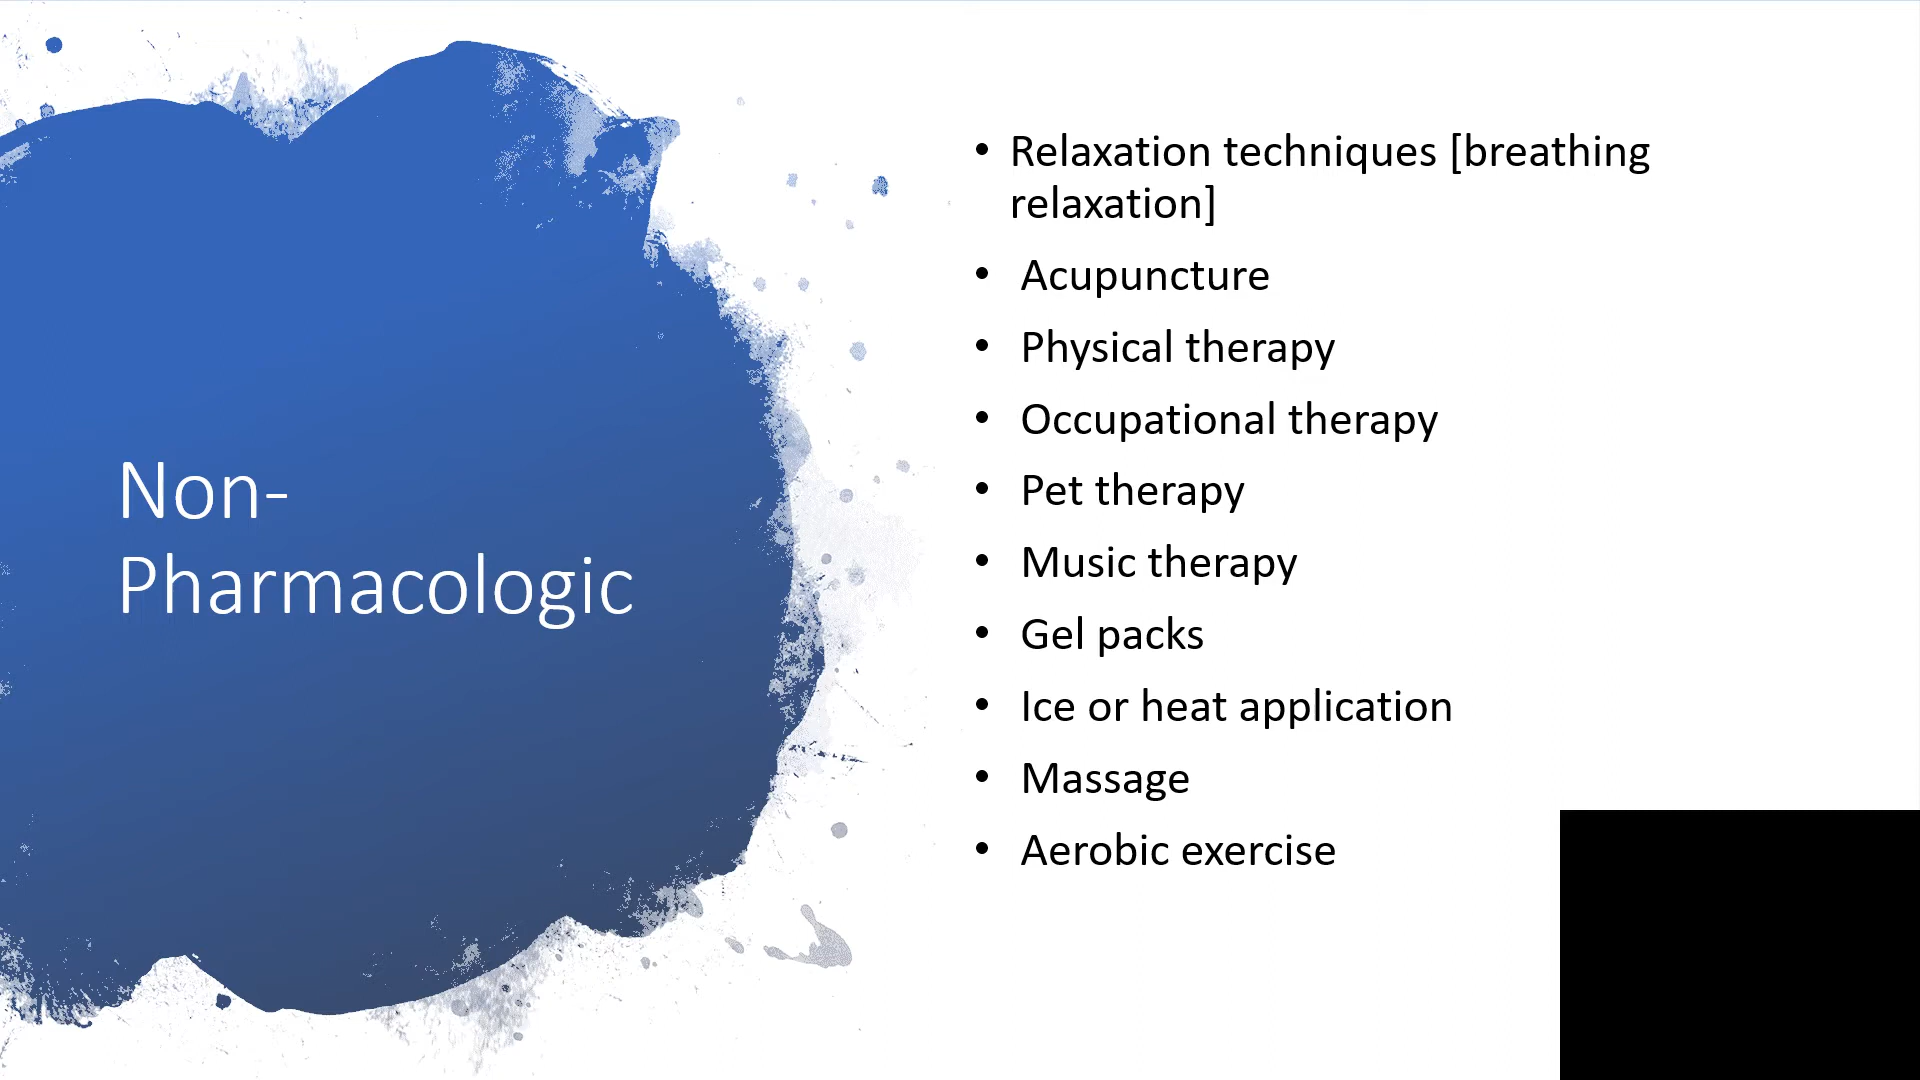 Non-
Pharmacologic
• Relaxation techniques [breathing
relaxation]
• Acupuncture
• Physical therapy
• Occupational therapy
• Pet therapy
• Music therapy
• Gel packs
• Ice or heat application
• Massage
• Aerobic exercise